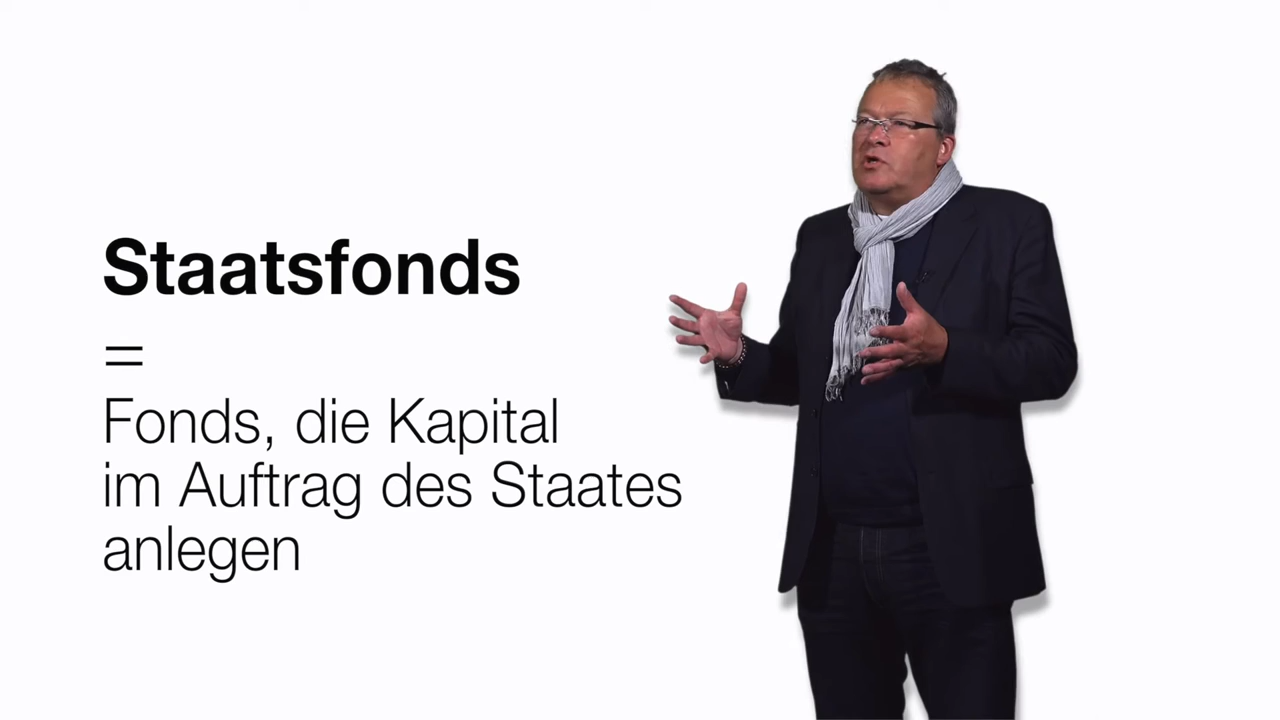 Staatsfonds
=
Fonds, die Kapital
im Auftrag des Staates
anlegen